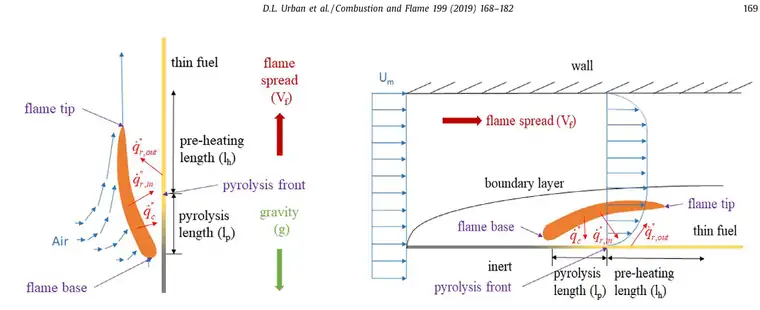 D.L. Urban et al. / Combustion and Flame 199 (2019) 168–182
169
thin fuel
flame
spread
(Vf)
flame tip
q̇"r,out
pre-heating
length (lh)
q̇"r,in
pyrolysis front
q̇"c
pyrolysis
length (lp)
gravity
(g)
Air
flame base
wall
Um
flame spread (Vf)
boundary layer
flame tip
flame base
thin fuel
q̇"c
q̇"r,in
q̇"r,out
inert
pyrolysis
length (lp)
pre-heating
length (lh)
pyrolysis front